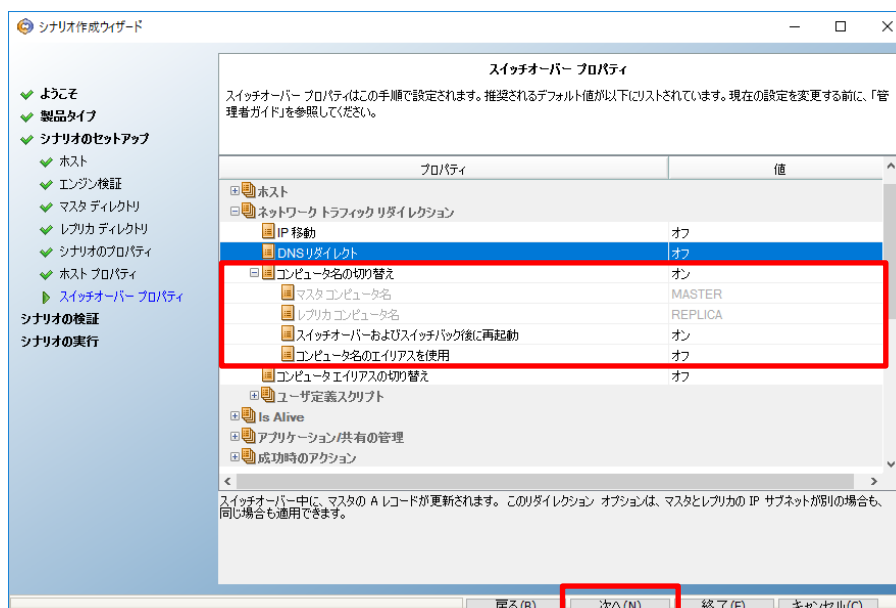 シナリオ作成ウィザード
スイッチオーバー プロパティ
スイッチオーバー プロパティはこの手順で設定されます。推奨されるデフォルト値が以下にリストされています。現在の設定を変更する前に、「管
理者ガイド」を参照してください。
ようこそ
製品タイプ
シナリオのセットアップ
ホスト
エンジン検証
マスタ ディレクトリ
レプリカ ディレクトリ
シナリオのプロパティ
ホスト プロパティ
スイッチオーバー プロパティ
シナリオの検証
シナリオの実行
プロパティ 値
ホスト
ネットワーク トラフィック リダイレクション
IP 移動 オフ
DNS リダイレクト オフ
コンピュータ名の切り替え オン
マスタ コンピュータ名 MASTER
レプリカ コンピュータ名 REPLICA
スイッチオーバーおよびスイッチバック後に再起動 オン
コンピュータ名のエイリアスを使用 オフ
コンピュータ エイリアスの切り替え オフ
ユーザ定義スクリプト
Is Alive
アプリケーション/共有の管理
成功時のアクション
スイッチオーバー中に、マスタの A レコードが更新されます。 このリダイレクション オプションは、マスタとレプリカの IP サブネットが別の場合も、
同じ場合も適用できます。
戻る(B) 次へ(N) 終了(F) キャンセル(C)